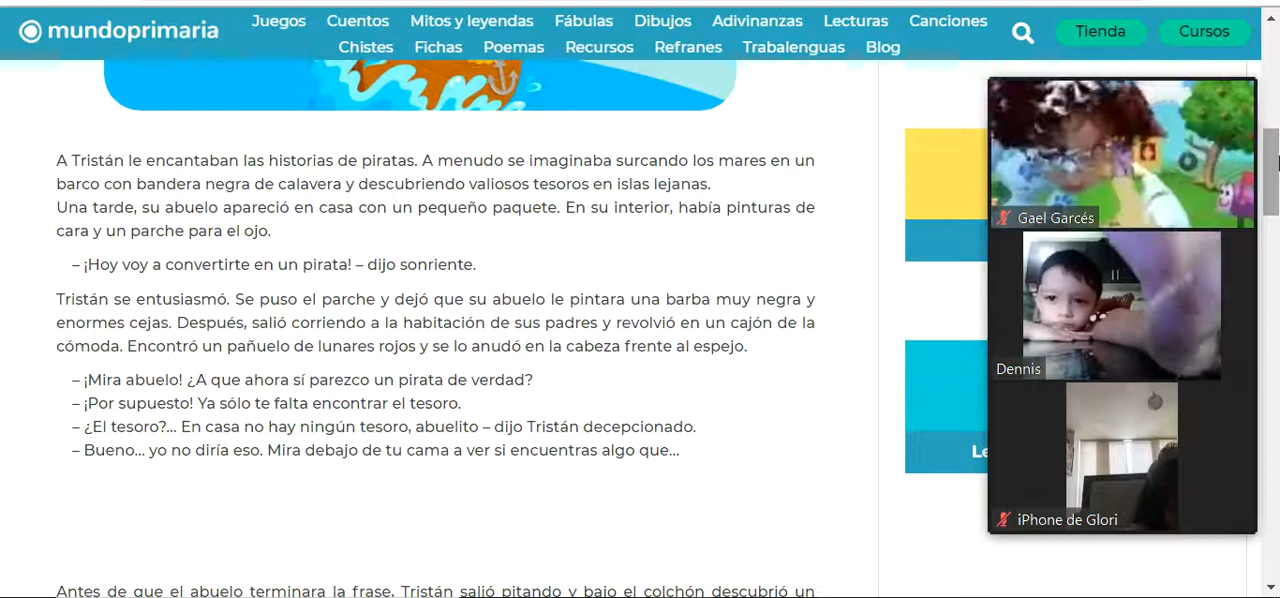 mundoprimaria
Juegos Cuentos Mitos y leyendas Fábulas Dibujos Adivinanzas Lecturas Canciones
Chistes Fichas Poemas Recursos Refranes Trabalenguas Blog
Tienda Cursos
A Tristán le encantaban las historias de piratas. A menudo se imaginaba surcando los mares en un
barco con bandera negra de calavera y descubriendo valiosos tesoros en islas lejanas.
Una tarde, su abuelo apareció en casa con un pequeño paquete. En su interior, había pinturas de
cara y un parche para el ojo.
– ¡Hoy voy a convertirte en un pirata! – dijo sonriente.
Tristán se entusiasmó. Se puso el parche y dejó que su abuelo le pintara una barba muy negra y
enormes cejas. Después, salió corriendo a la habitación de sus padres y revolvió en un cajón de la
cómoda. Encontró un pañuelo de lunares rojos y se lo anudó en la cabeza frente al espejo.
– ¡Mira abuelo! ¿A que ahora sí parezco un pirata de verdad?
– ¡Por supuesto! Ya sólo te falta encontrar el tesoro.
– ¿El tesoro?... En casa no hay ningún tesoro, abuelito – dijo Tristán decepcionado.
– Bueno... yo no diría eso. Mira debajo de tu cama a ver si encuentras algo que...
Antes de que el abuelo terminara la frase, Tristán salió pitando y bajo el colchón descubrió un
Le
Gael Garcés
Dennis
iPhone de Glori